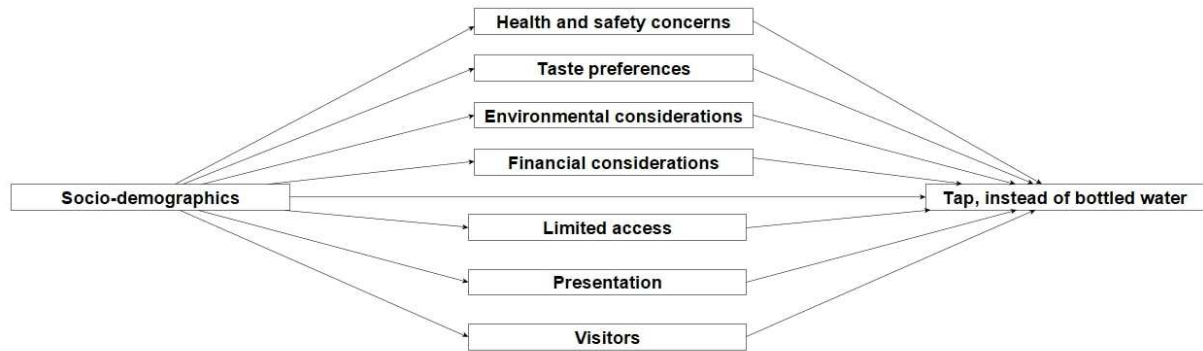 Health and safety concerns
Taste preferences
Environmental considerations
Financial considerations
Socio-demographics
Tap, instead of bottled water
Limited access
Presentation
Visitors